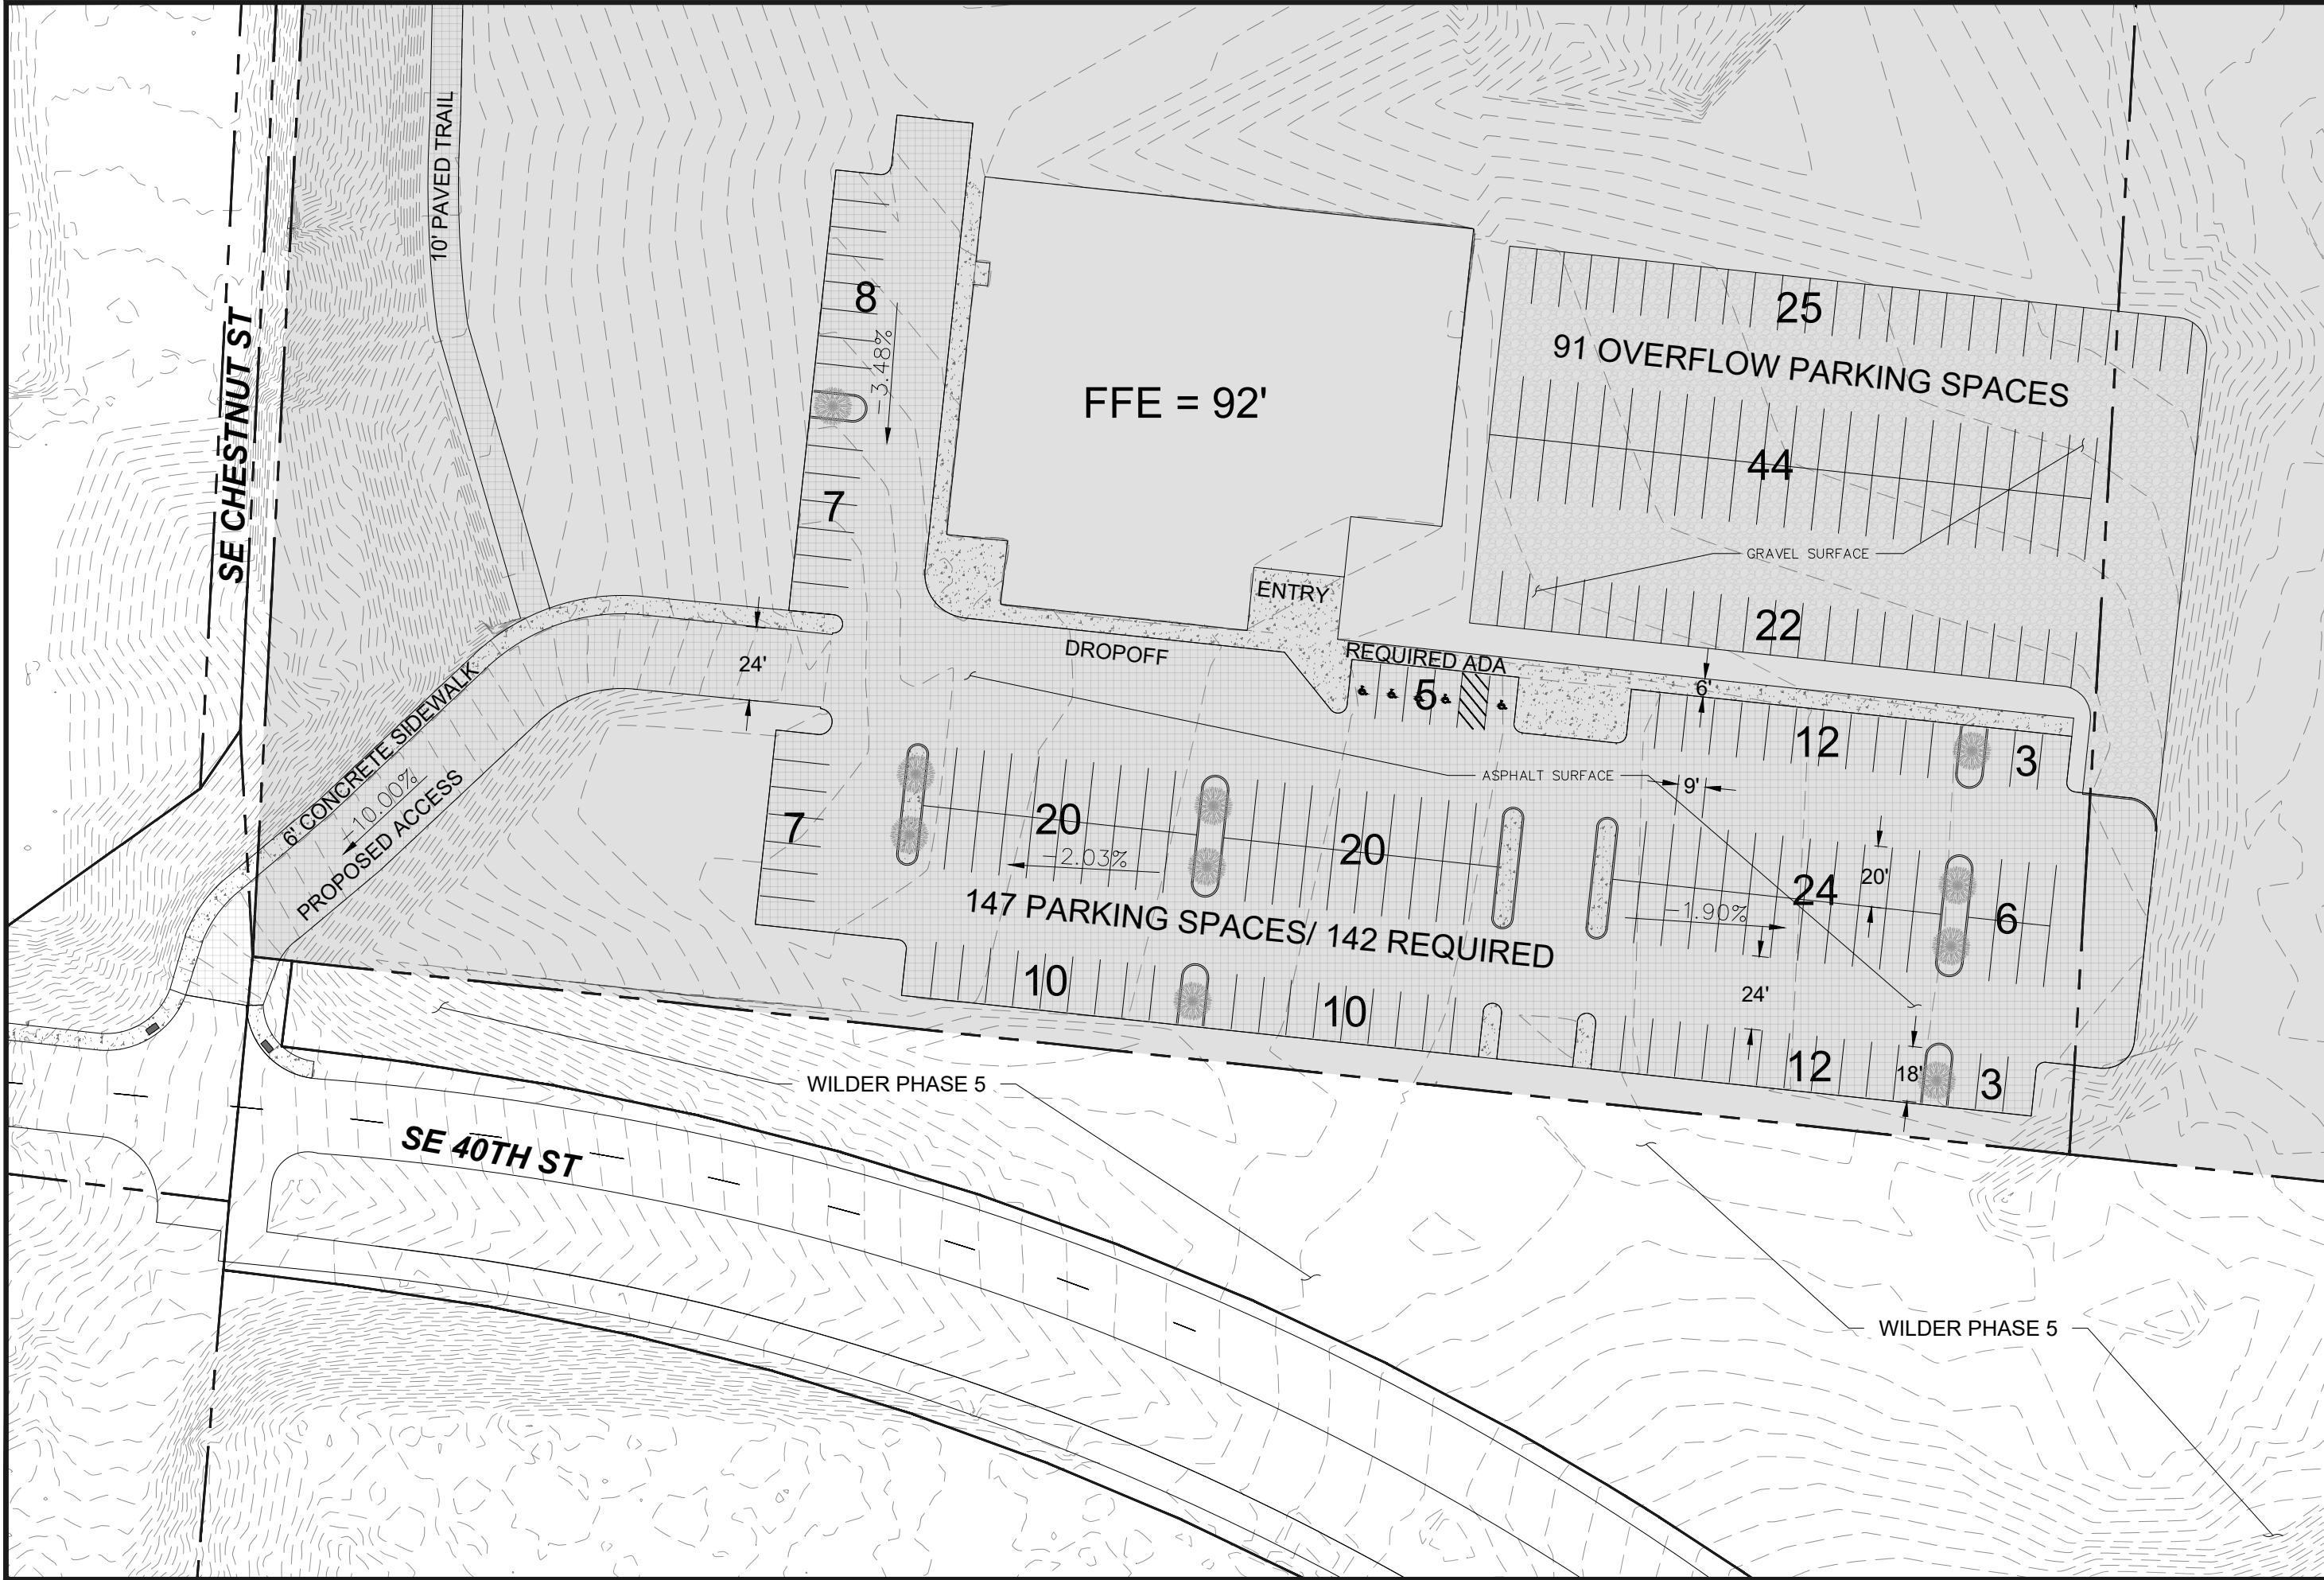 10' PAVED TRAIL
SE CHESTNUT ST
8
-3.48%
7
FFE = 92'
25
91 OVERFLOW PARKING SPACES
44
GRAVEL SURFACE
22
ENTRY
DROPOFF
REQUIRED ADA
5
6'
24'
6' CONCRETE SIDEWALK
-10.00%
PROPOSED ACCESS
12
3
ASPHALT SURFACE
9'
7
20
-2.03%
20
24
20'
-1.90%
6
147 PARKING SPACES/ 142 REQUIRED
10
10
24'
12
18'
3
WILDER PHASE 5
SE 40TH ST
WILDER PHASE 5